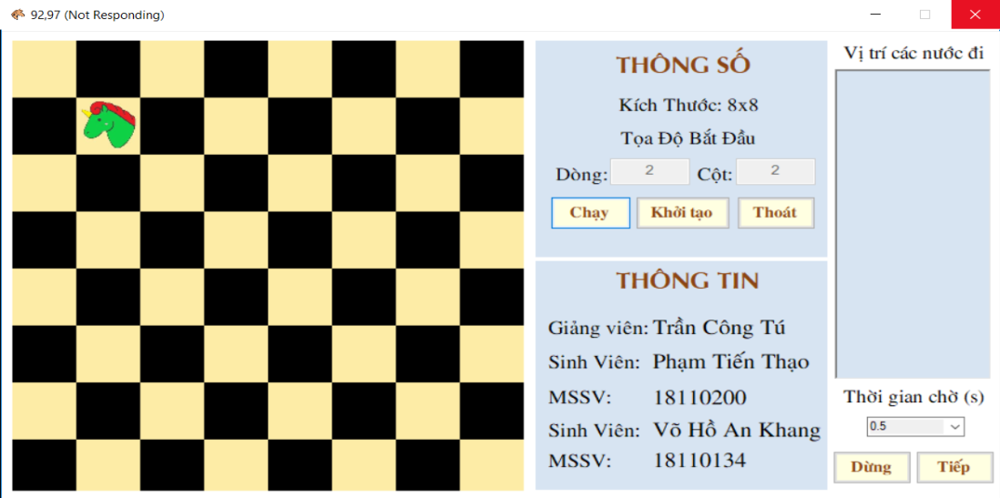 92,97 (Not Responding)
THÔNG SỐ
Kích Thước: 8x8
Tọa Độ Bắt Đầu
Dòng: 2 Cột: 2
Chạy Khởi tạo Thoát
THÔNG TIN
Giảng viên: Trần Công Tú
Sinh Viên: Phạm Tiến Thạo
MSSV: 18110200
Sinh Viên: Võ Hồ An Khang
MSSV: 18110134
Vị trí các nước đi
Thời gian chờ (s)
0.5
Dừng Tiếp